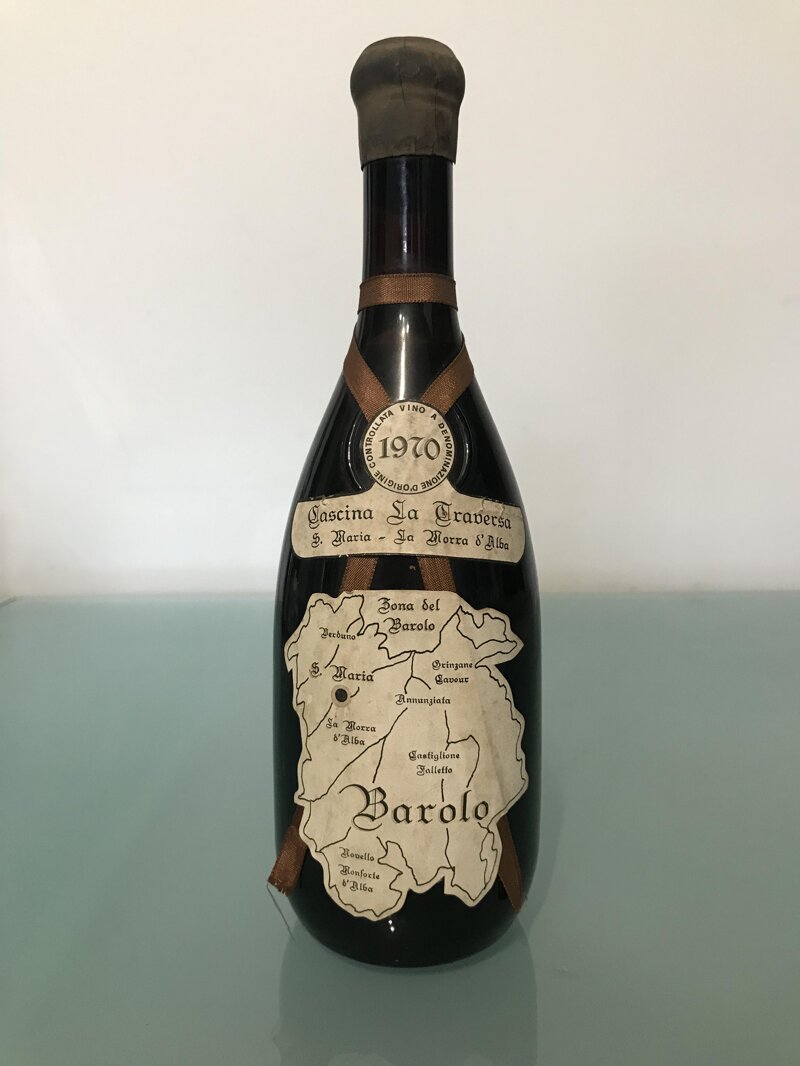 VINO A DENOMINAZIONE D'ORIGINE CONTROLLATA
1970
Cascina La Traversa
S. Maria - La Morra d'Alba
Zona del
Barolo
Verduno
Grinzane
Cavour
S. Maria
Annunziata
La Morra
d'Alba
Castiglione
Falletto
Barolo
Novello
Monforte
d'Alba